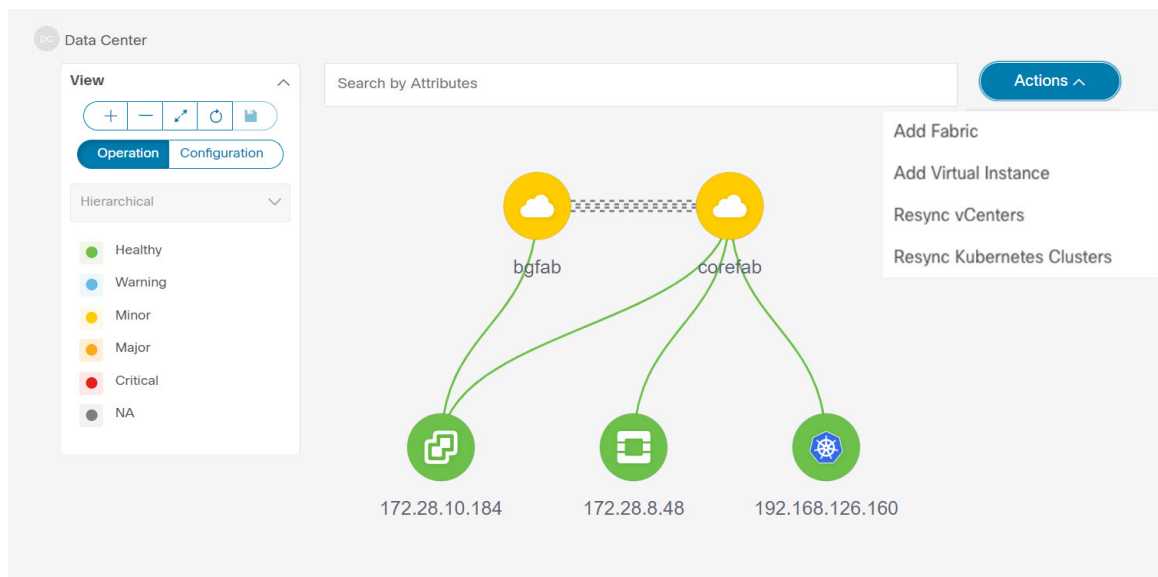 DC Data Center
View
Search by Attributes
Actions
Operation Configuration
Hierarchical
Healthy
Warning
Minor
Major
Critical
NA
Add Fabric
Add Virtual Instance
Resync vCenters
Resync Kubernetes Clusters
bgfab corefab
172.28.10.184 172.28.8.48 192.168.126.160